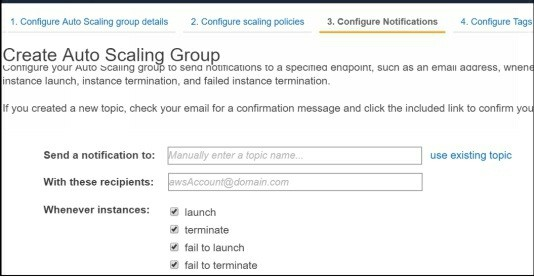 1. Configure Auto Scaling group details 2. Configure scaling policies 3. Configure Notifications 4. Configure Tags
Create Auto Scaling Group
Configure your Auto Scaling group to send notifications to a specified endpoint, such as an email address, whene
instance launch, instance termination, and failed instance termination.
If you created a new topic, check your email for a confirmation message and click the included link to confirm you
Send a notification to: Manually enter a topic name... use existing topic
With these recipients: awsAccount@domain.com
Whenever instances: launch
terminate
fail to launch
fail to terminate